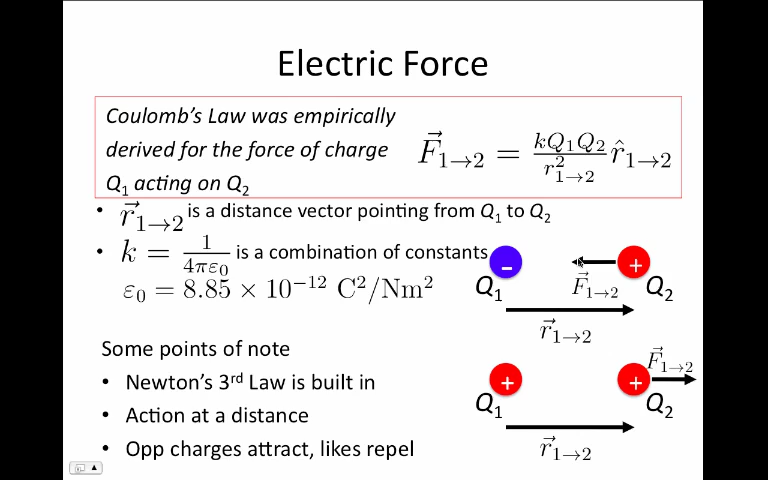 Electric Force
Coulomb's Law was empirically
derived for the force of charge
Q₁ acting on Q₂
F⃗₁→₂ = kQ₁Q₂ / r²₁→₂ r̂₁→₂
• r⃗₁→₂ is a distance vector pointing from Q₁ to Q₂
• k = 1 / 4πε₀ is a combination of constants
ε₀ = 8.85 × 10⁻¹² C²/Nm²
- +
Q₁ F⃗₁→₂ Q₂
r⃗₁→₂
Some points of note
• Newton's 3ʳᵈ Law is built in
• Action at a distance
• Opp charges attract, likes repel
F⃗₁→₂
+ +
Q₁ Q₂
r⃗₁→₂